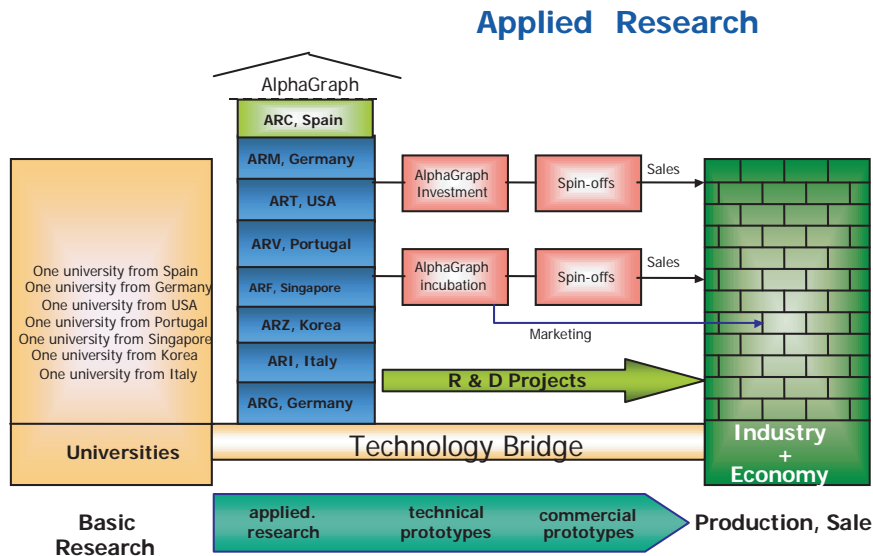 Applied Research
AlphaGraph
ARC, Spain
ARM, Germany
ART, USA
ARV, Portugal
ARF, Singapore
ARZ, Korea
ARI, Italy
ARG, Germany
One university from Spain
One university from Germany
One university from USA
One university from Portugal
One university from Singapore
One university from Korea
One university from Italy
Universities
AlphaGraph
Investment
Spin-offs
Sales
AlphaGraph
incubation
Spin-offs
Sales
Marketing
R & D Projects
Technology Bridge
Industry
+
Economy
Basic
Research
applied.
research
technical
prototypes
commercial
prototypes
Production, Sale